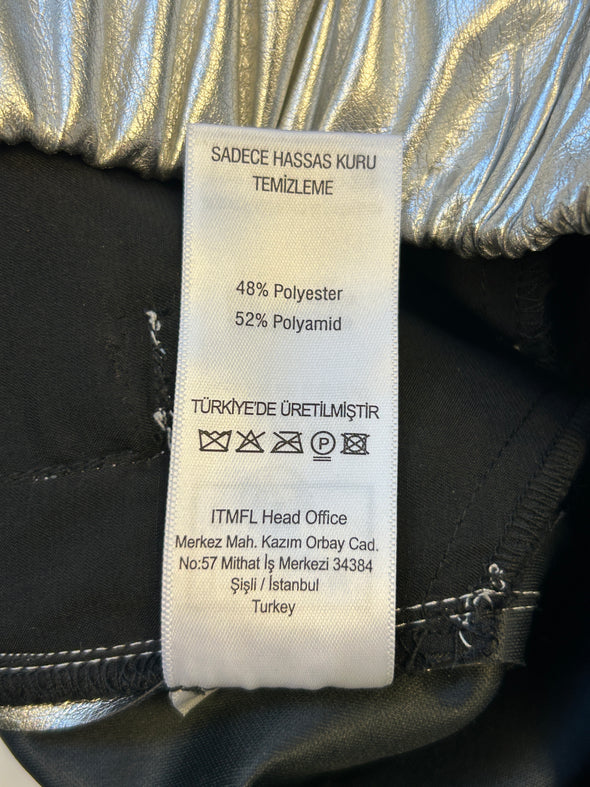 SADECE HASSAS KURU
TEMİZLEME
48% Polyester
52% Polyamid
TÜRKİYE'DE ÜRETİLMİŞTİR
P
ITMFL Head Office
Merkez Mah. Kazım Orbay Cad.
No:57 Mithat İş Merkezi 34384
Şişli / İstanbul
Turkey